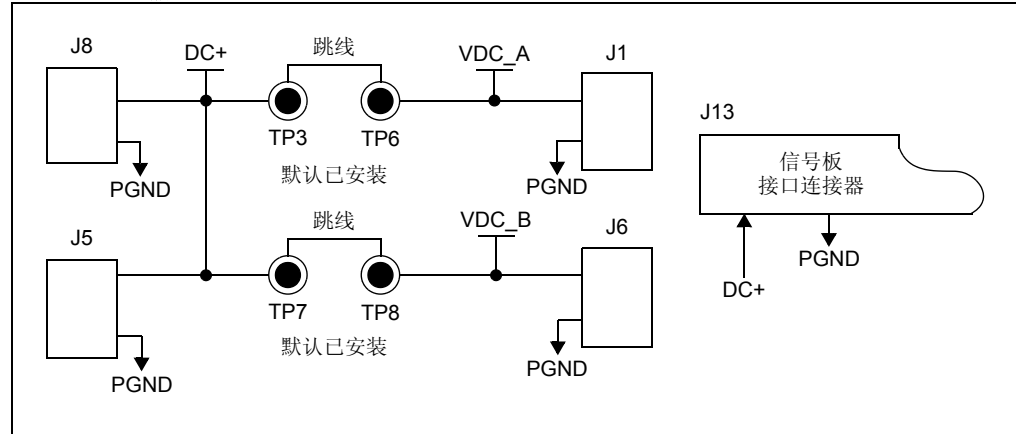 J8
DC+
跳线
VDC_A
J1
TP3
TP6
PGND
默认已安装
PGND
J13
信号板
接口连接器
PGND
DC+
J5
跳线
VDC_B
J6
TP7
TP8
PGND
默认已安装
PGND